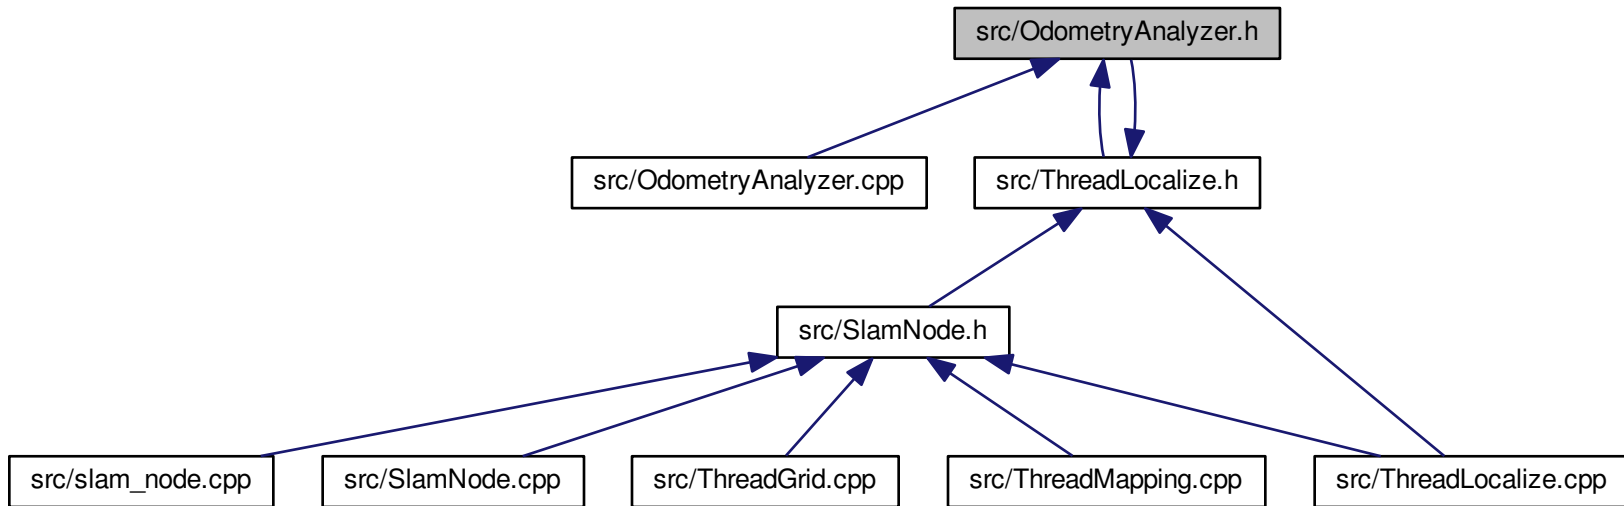 src/OdometryAnalyzer.h
src/OdometryAnalyzer.cpp
src/ThreadLocalize.h
src/SlamNode.h
src/slam_node.cpp
src/SlamNode.cpp
src/ThreadGrid.cpp
src/ThreadMapping.cpp
src/ThreadLocalize.cpp